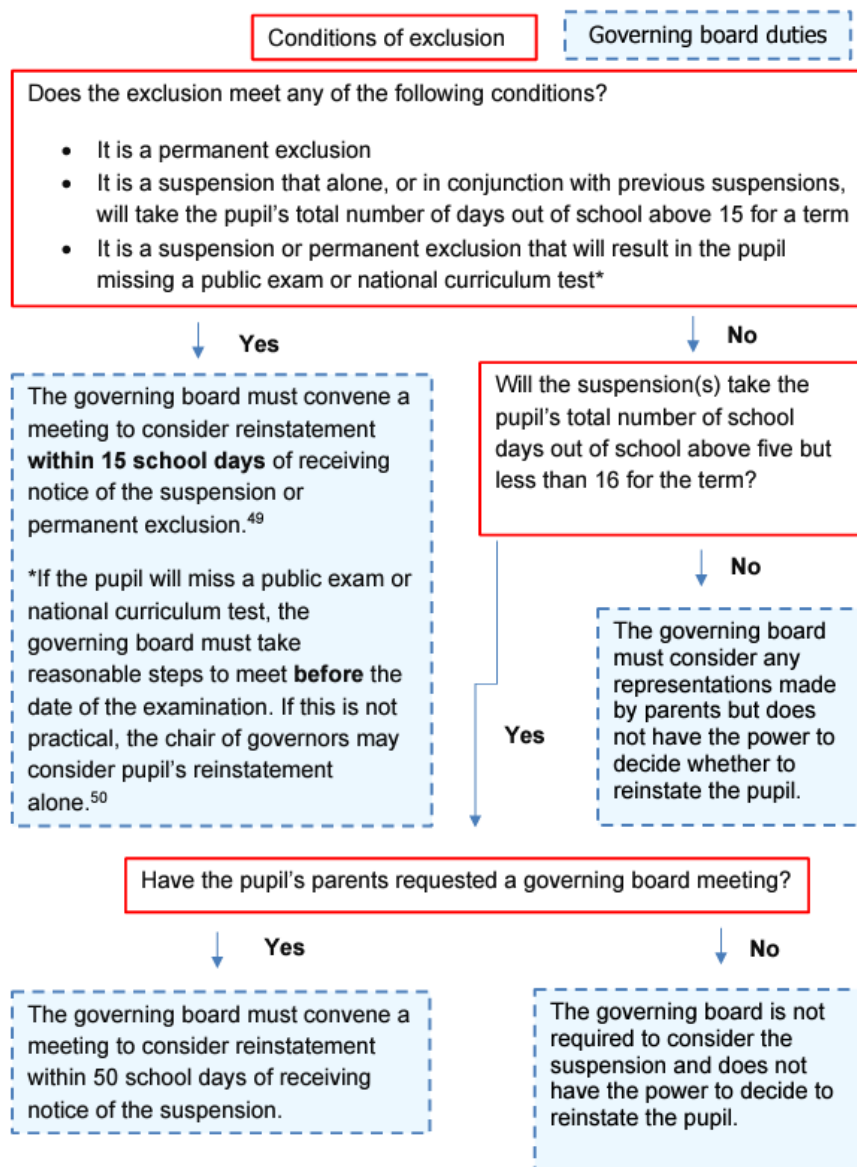 Conditions of exclusion
Governing board duties
Does the exclusion meet any of the following conditions?
• It is a permanent exclusion
• It is a suspension that alone, or in conjunction with previous suspensions,
will take the pupil's total number of days out of school above 15 for a term
• It is a suspension or permanent exclusion that will result in the pupil
missing a public exam or national curriculum test*
Yes
No
The governing board must convene a
meeting to consider reinstatement
within 15 school days of receiving
notice of the suspension or
permanent exclusion.49
*If the pupil will miss a public exam or
national curriculum test, the
governing board must take
reasonable steps to meet before the
date of the examination. If this is not
practical, the chair of governors may
consider pupil's reinstatement
alone.50
Will the suspension(s) take the
pupil's total number of school
days out of school above five but
less than 16 for the term?
No
The governing board
must consider any
representations made
by parents but does
not have the power to
decide whether to
reinstate the pupil.
Yes
Have the pupil's parents requested a governing board meeting?
Yes
No
The governing board must convene a
meeting to consider reinstatement
within 50 school days of receiving
notice of the suspension.
The governing board is not
required to consider the
suspension and does not
have the power to decide to
reinstate the pupil.